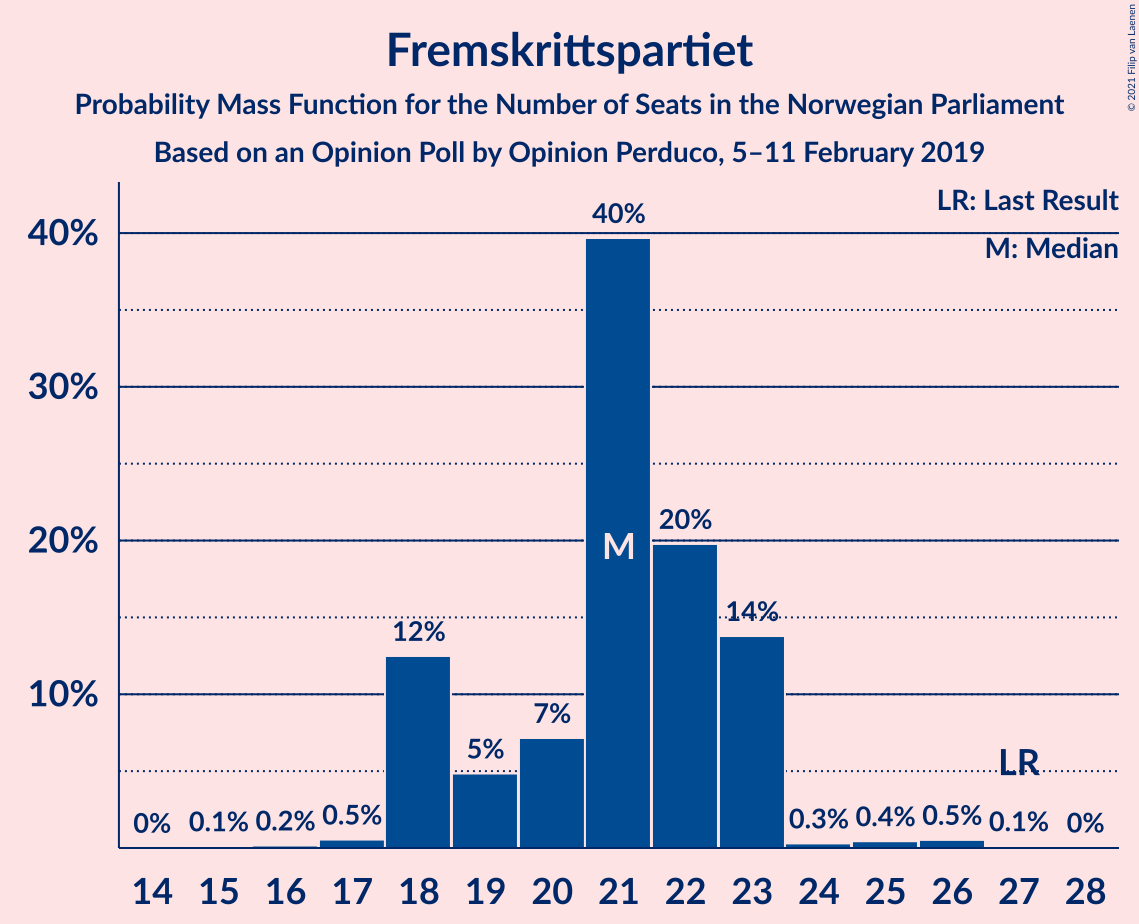 Fremskrittspartiet
Probability Mass Function for the Number of Seats in the Norwegian Parliament
Based on an Opinion Poll by Opinion Perduco, 5–11 February 2019
© 2021 Filip van Laenen
LR: Last Result
M: Median
40%
30%
20%
10%
0%
0.1%
0.2%
0.5%
12%
5%
7%
40%
M
20%
14%
0.3%
0.4%
0.5%
LR
0.1%
0%
14 15 16 17 18 19 20 21 22 23 24 25 26 27 28